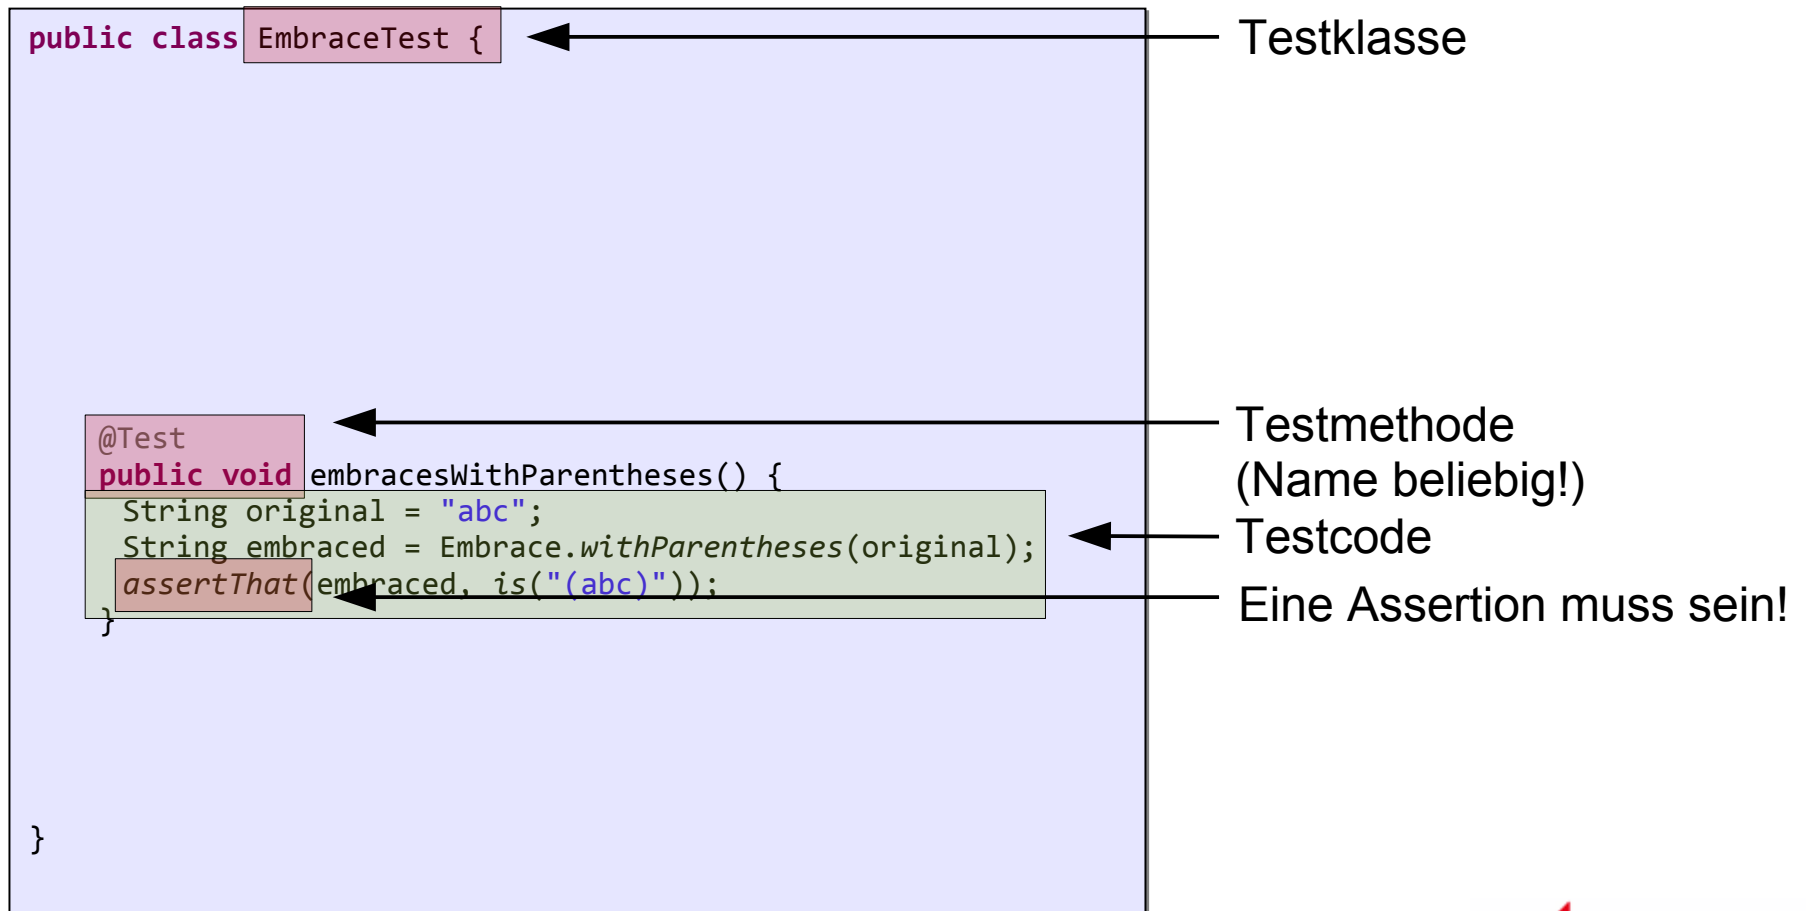 public class EmbraceTest {
Testklasse
@Test
public void embracesWithParentheses() {
String original = "abc";
String embraced = Embrace.withParentheses(original);
assertThat(embraced, is("(abc)"));
}
}
Testmethode
(Name beliebig!)
Testcode
Eine Assertion muss sein!